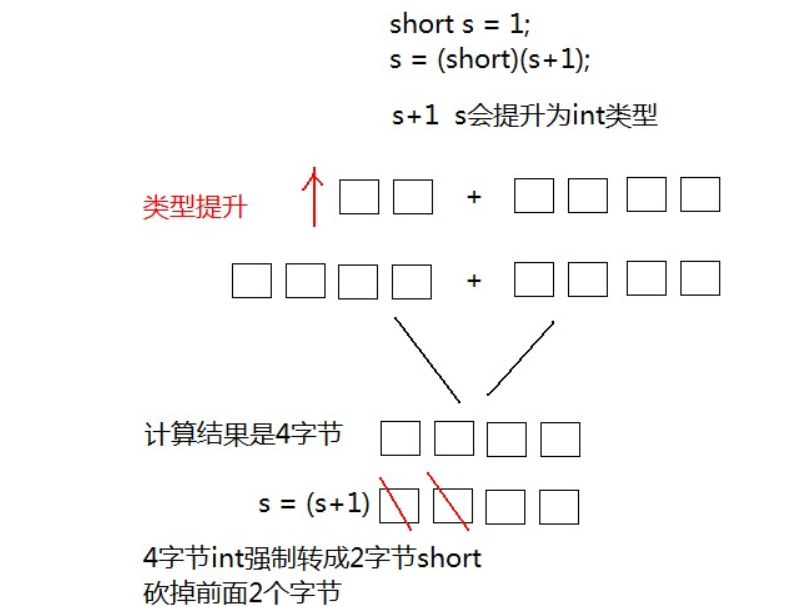 short s = 1;
s = (short)(s+1);
s+1 s会提升为int类型
类型提升
+
+
计算结果是4字节
s = (s+1)
4字节int强制转成2字节short
砍掉前面2个字节